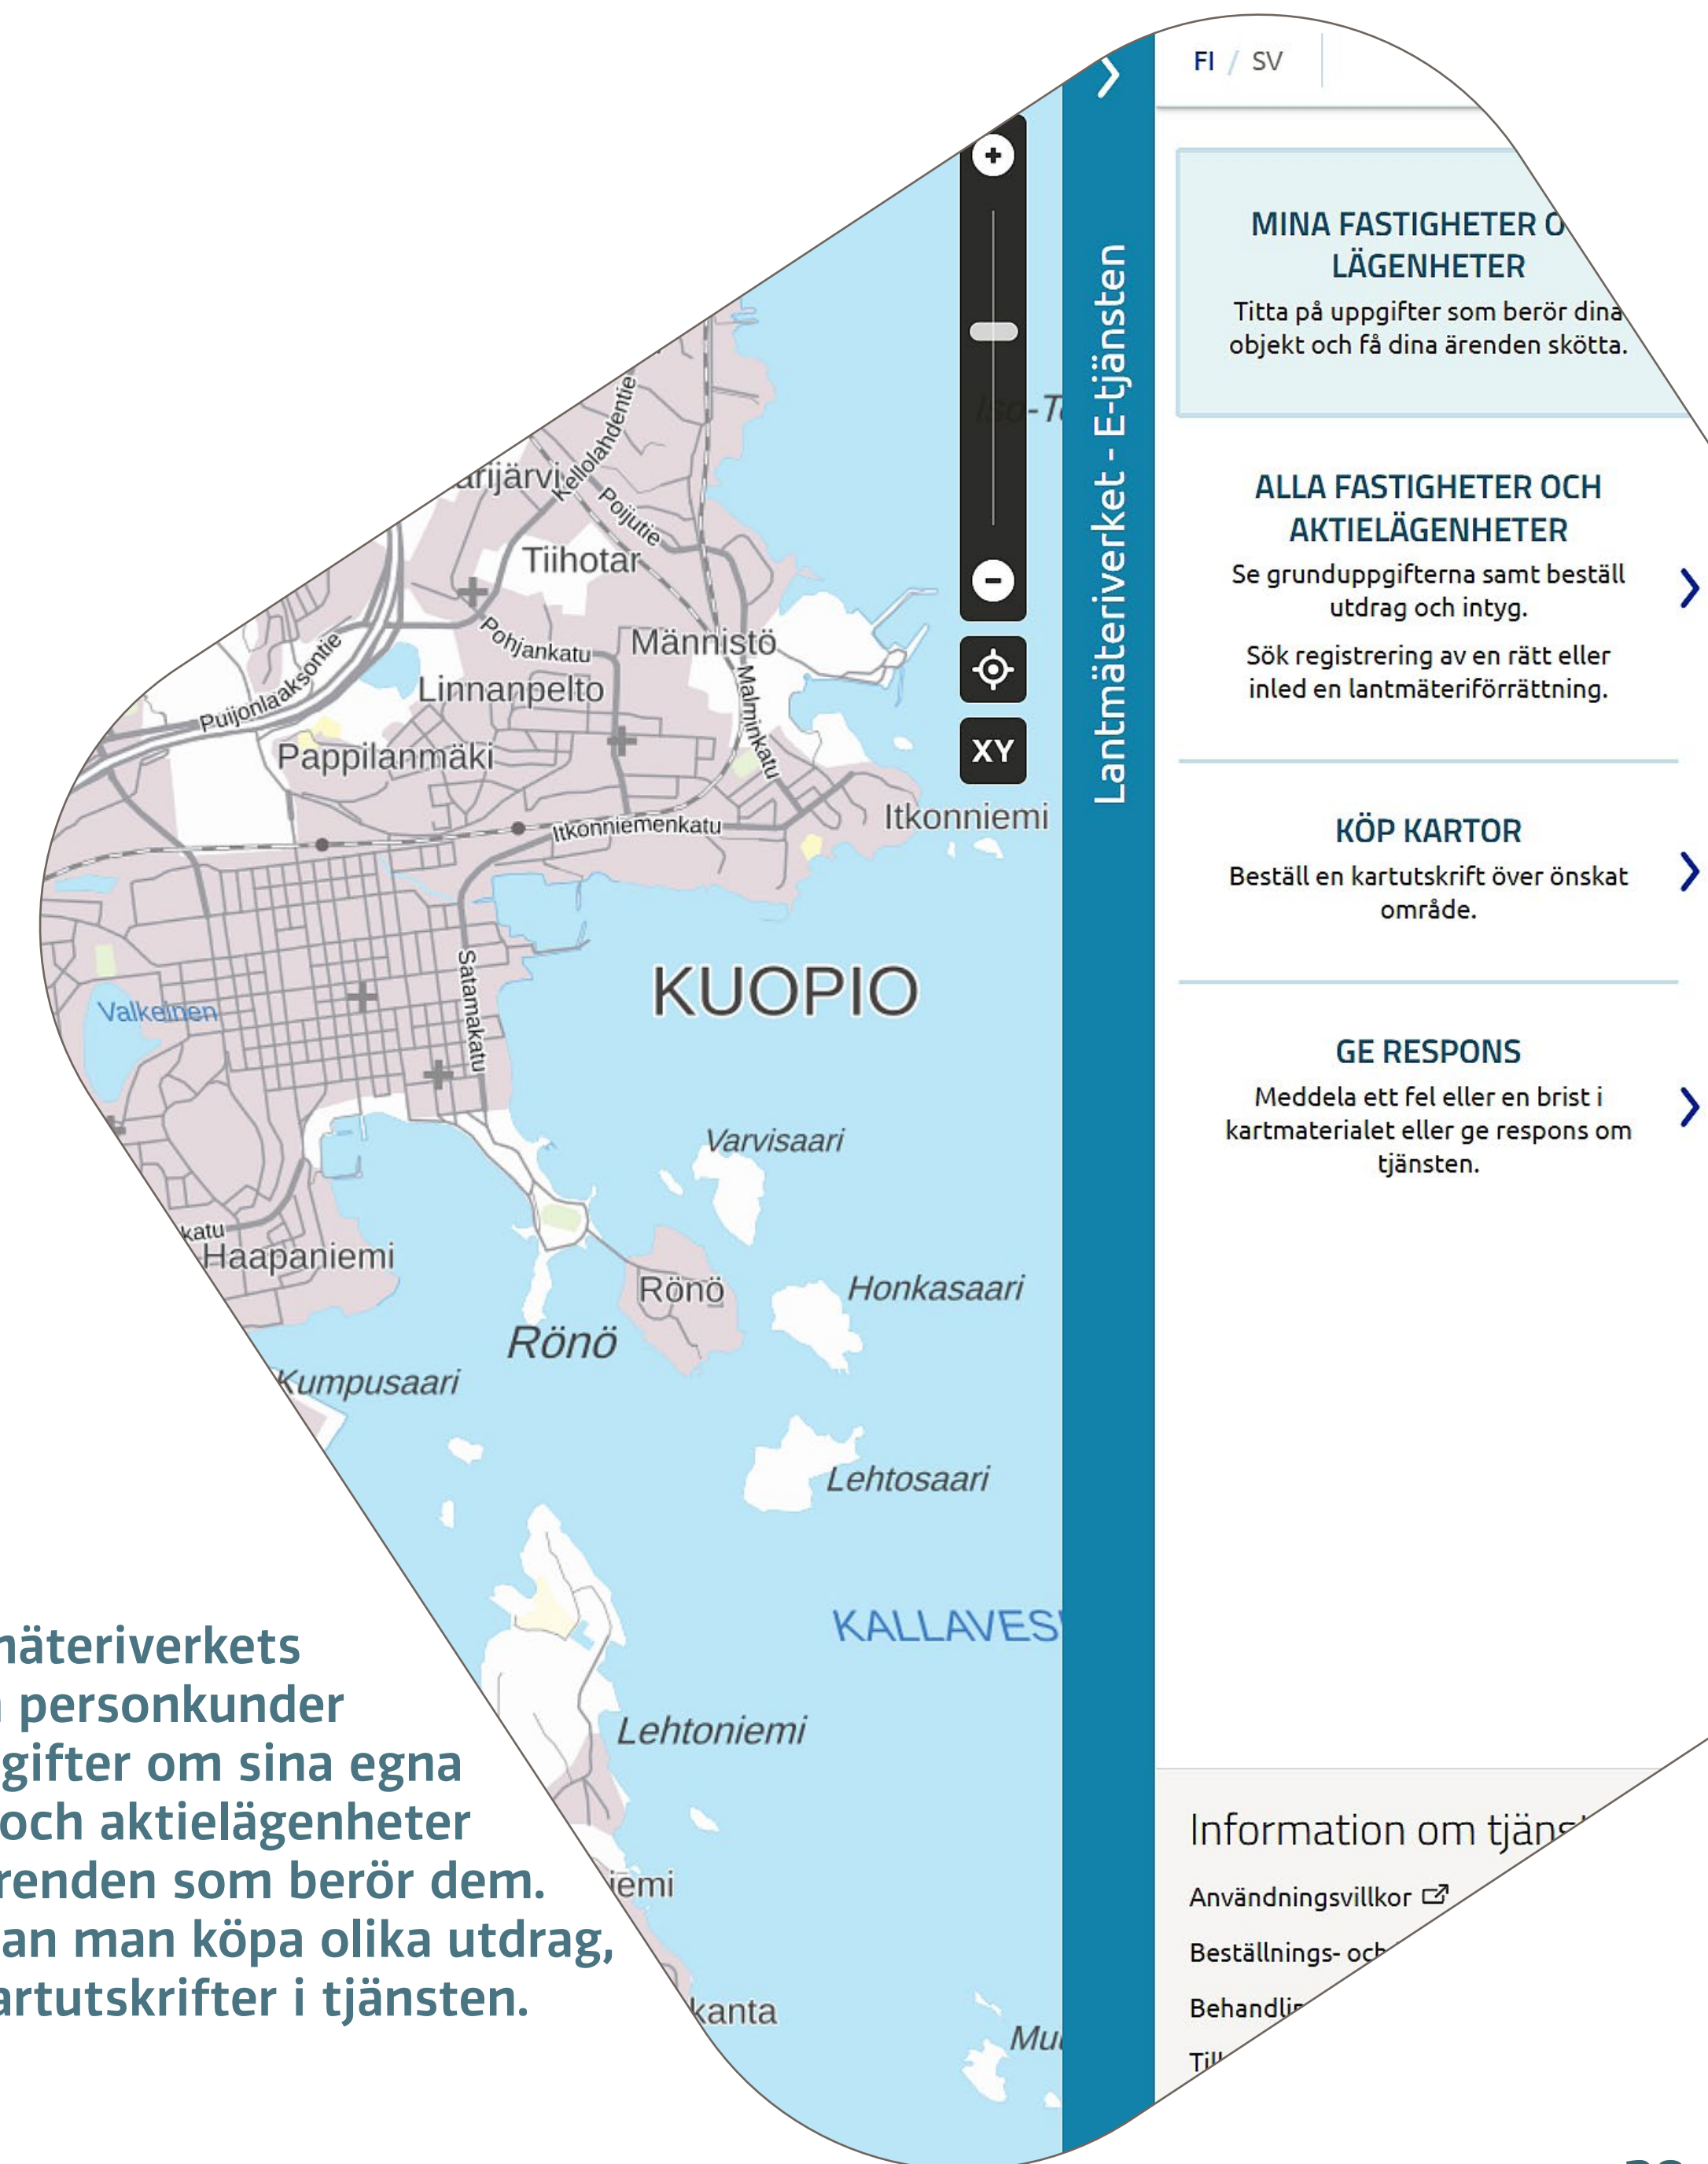 FI / SV
MINA FASTIGHETER
LÄGENHETER
Titta på uppgifter som berör dina
objekt och få dina ärenden skötta.
ALLA FASTIGHETER OCH
AKTIELÄGENHETER
Se grunduppgifterna samt beställ
utdrag och intyg.
Sök registrering av en rätt eller
inled en lantmäteriförrättning.
KÖP KARTOR
Beställ en kartutskrift över önskat
område.
GE RESPONS
Meddela ett fel eller en brist i
kartmaterialet eller ge respons om
tjänsten.
Information om
Användningsvillkor
Beställnings-
Lantmäteriverket - E-tjänsten
XY
Kellolahdentie
Poijutie
Tiihotar
Pohjankatu
Männistö
Puijonlaaksontie
Linnanpelto
Malminkatu
Pappilanmäki
Itkonniemi
Itkonniemenkatu
Satamakatu
KUOPIO
Valkeinen
Varvisaari
katu
Haapaniemi
Rönö
Honkasaari
Rönö
Kumpusaari
Lehtosaari
KALLAVESI
Lehtoniemi
iemi
kanta
mäteriverkets
personkunder
gifter om sina egna
och aktielägenheter
renden som berör dem.
an man köpa olika utdrag,
artutskrifter i tjänsten.